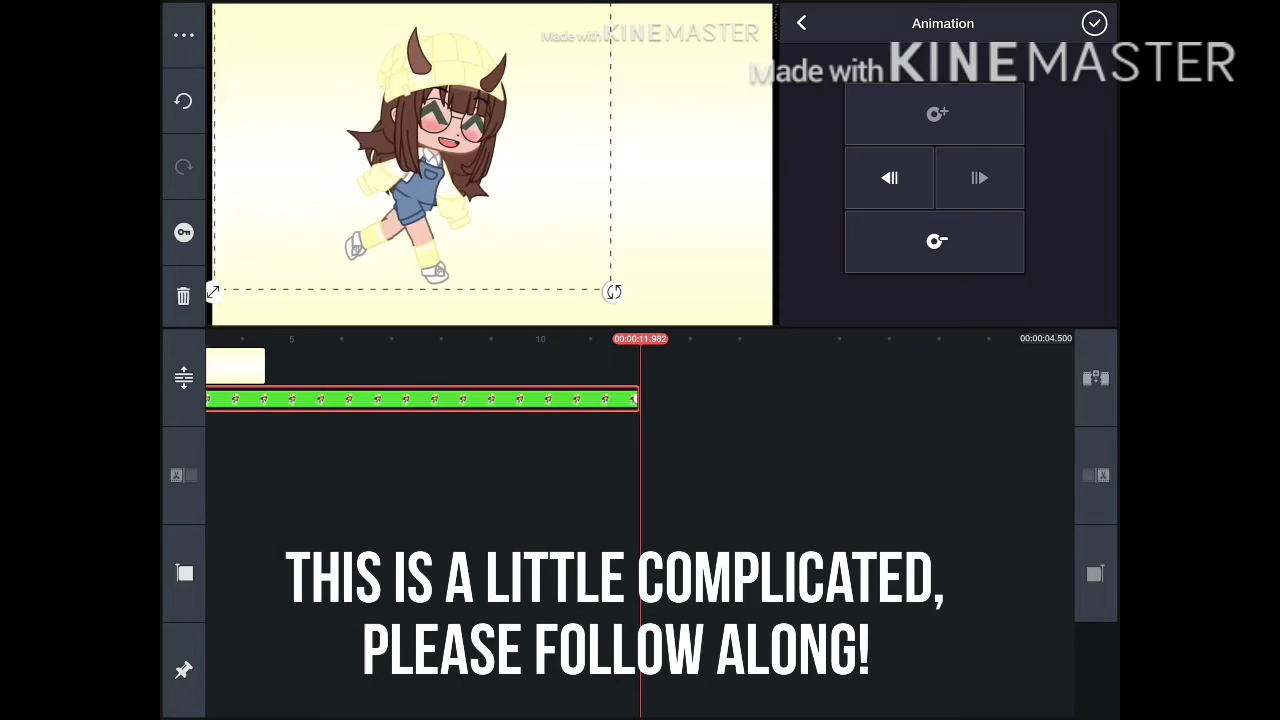 Made with KINEMASTER
Animation
Made with KINEMASTER
5
10
00:00:11.982
00:00:04.500
THIS IS A LITTLE COMPLICATED,
PLEASE FOLLOW ALONG!